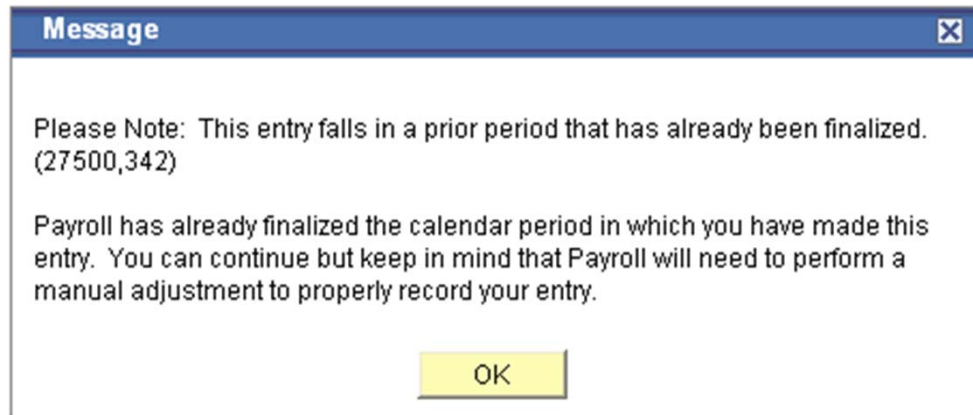 Message
Please Note: This entry falls in a prior period that has already been finalized.
(27500,342)
Payroll has already finalized the calendar period in which you have made this
entry. You can continue but keep in mind that Payroll will need to perform a
manual adjustment to properly record your entry.
OK